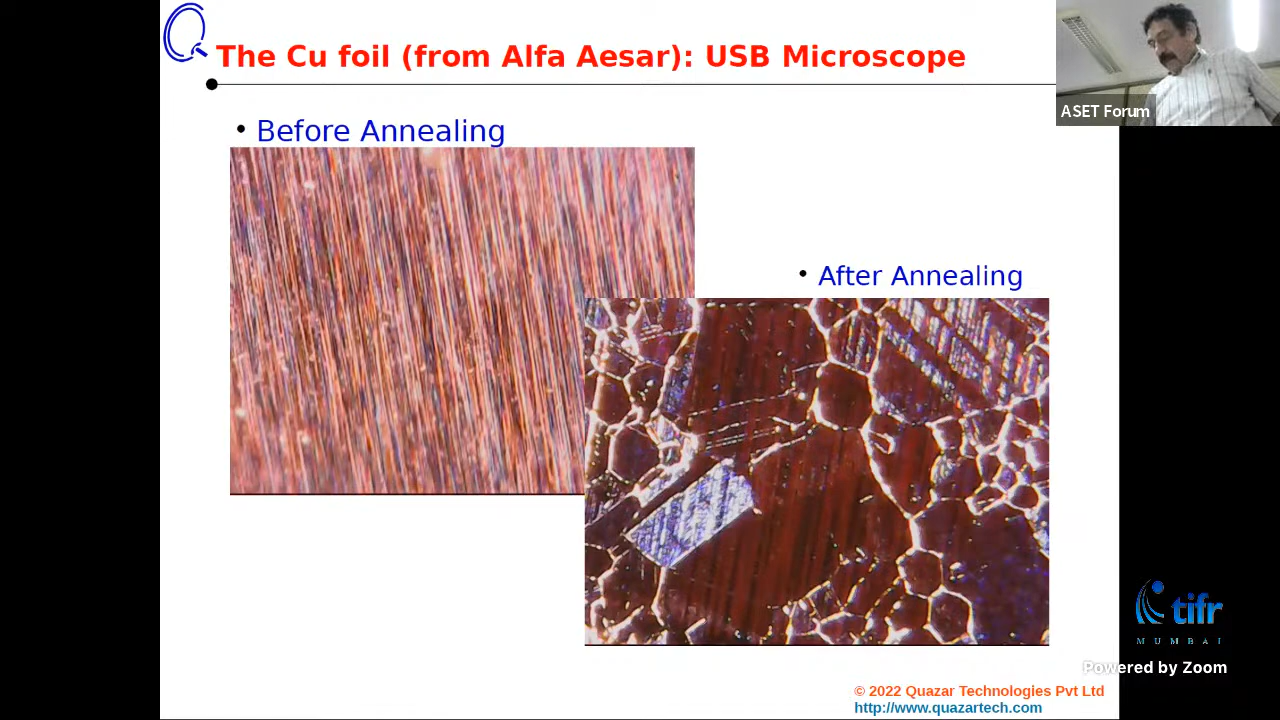 The Cu foil (from Alfa Aesar): USB Microscope
ASET Forum
• Before Annealing
• After Annealing
tifr
MUMBAI
Powered by Zoom
© 2022 Quazar Technologies Pvt Ltd
http://www.quazartech.com